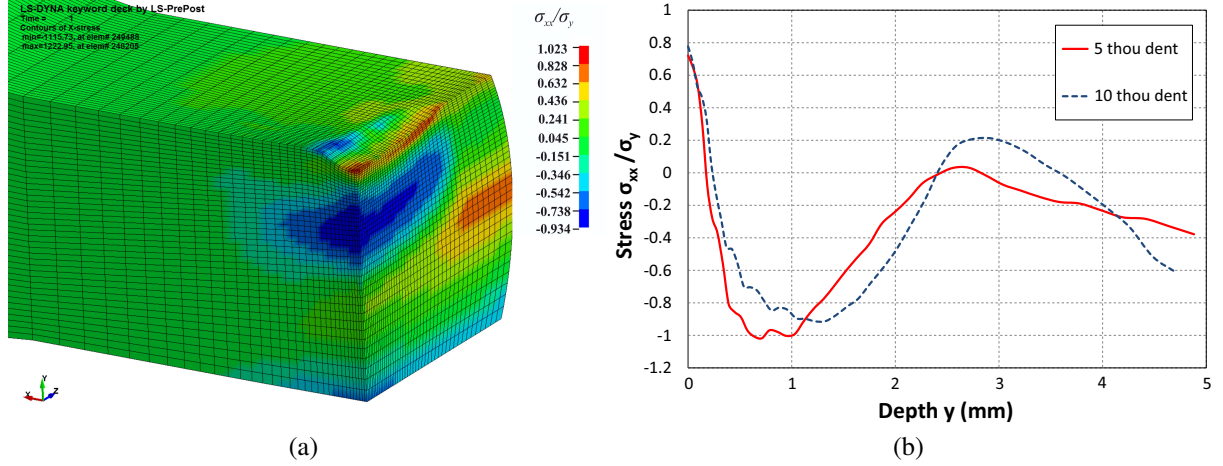 LS-DYNA keyword deck by LS-PrePost
Time = 1
Contours of X-stress
min=-1115.73, at elem# 249488
max=1222.95, at elem# 248205
σxx/σy
1.023
0.828
0.632
0.436
0.241
0.045
-0.151
-0.346
-0.542
-0.738
-0.934
Y
X
Z
(a)
Stress σxx/σy
1
0.8
0.6
0.4
0.2
0
-0.2
-0.4
-0.6
-0.8
-1
-1.2
5 thou dent
10 thou dent
0 1 2 3 4 5
Depth y (mm)
(b)